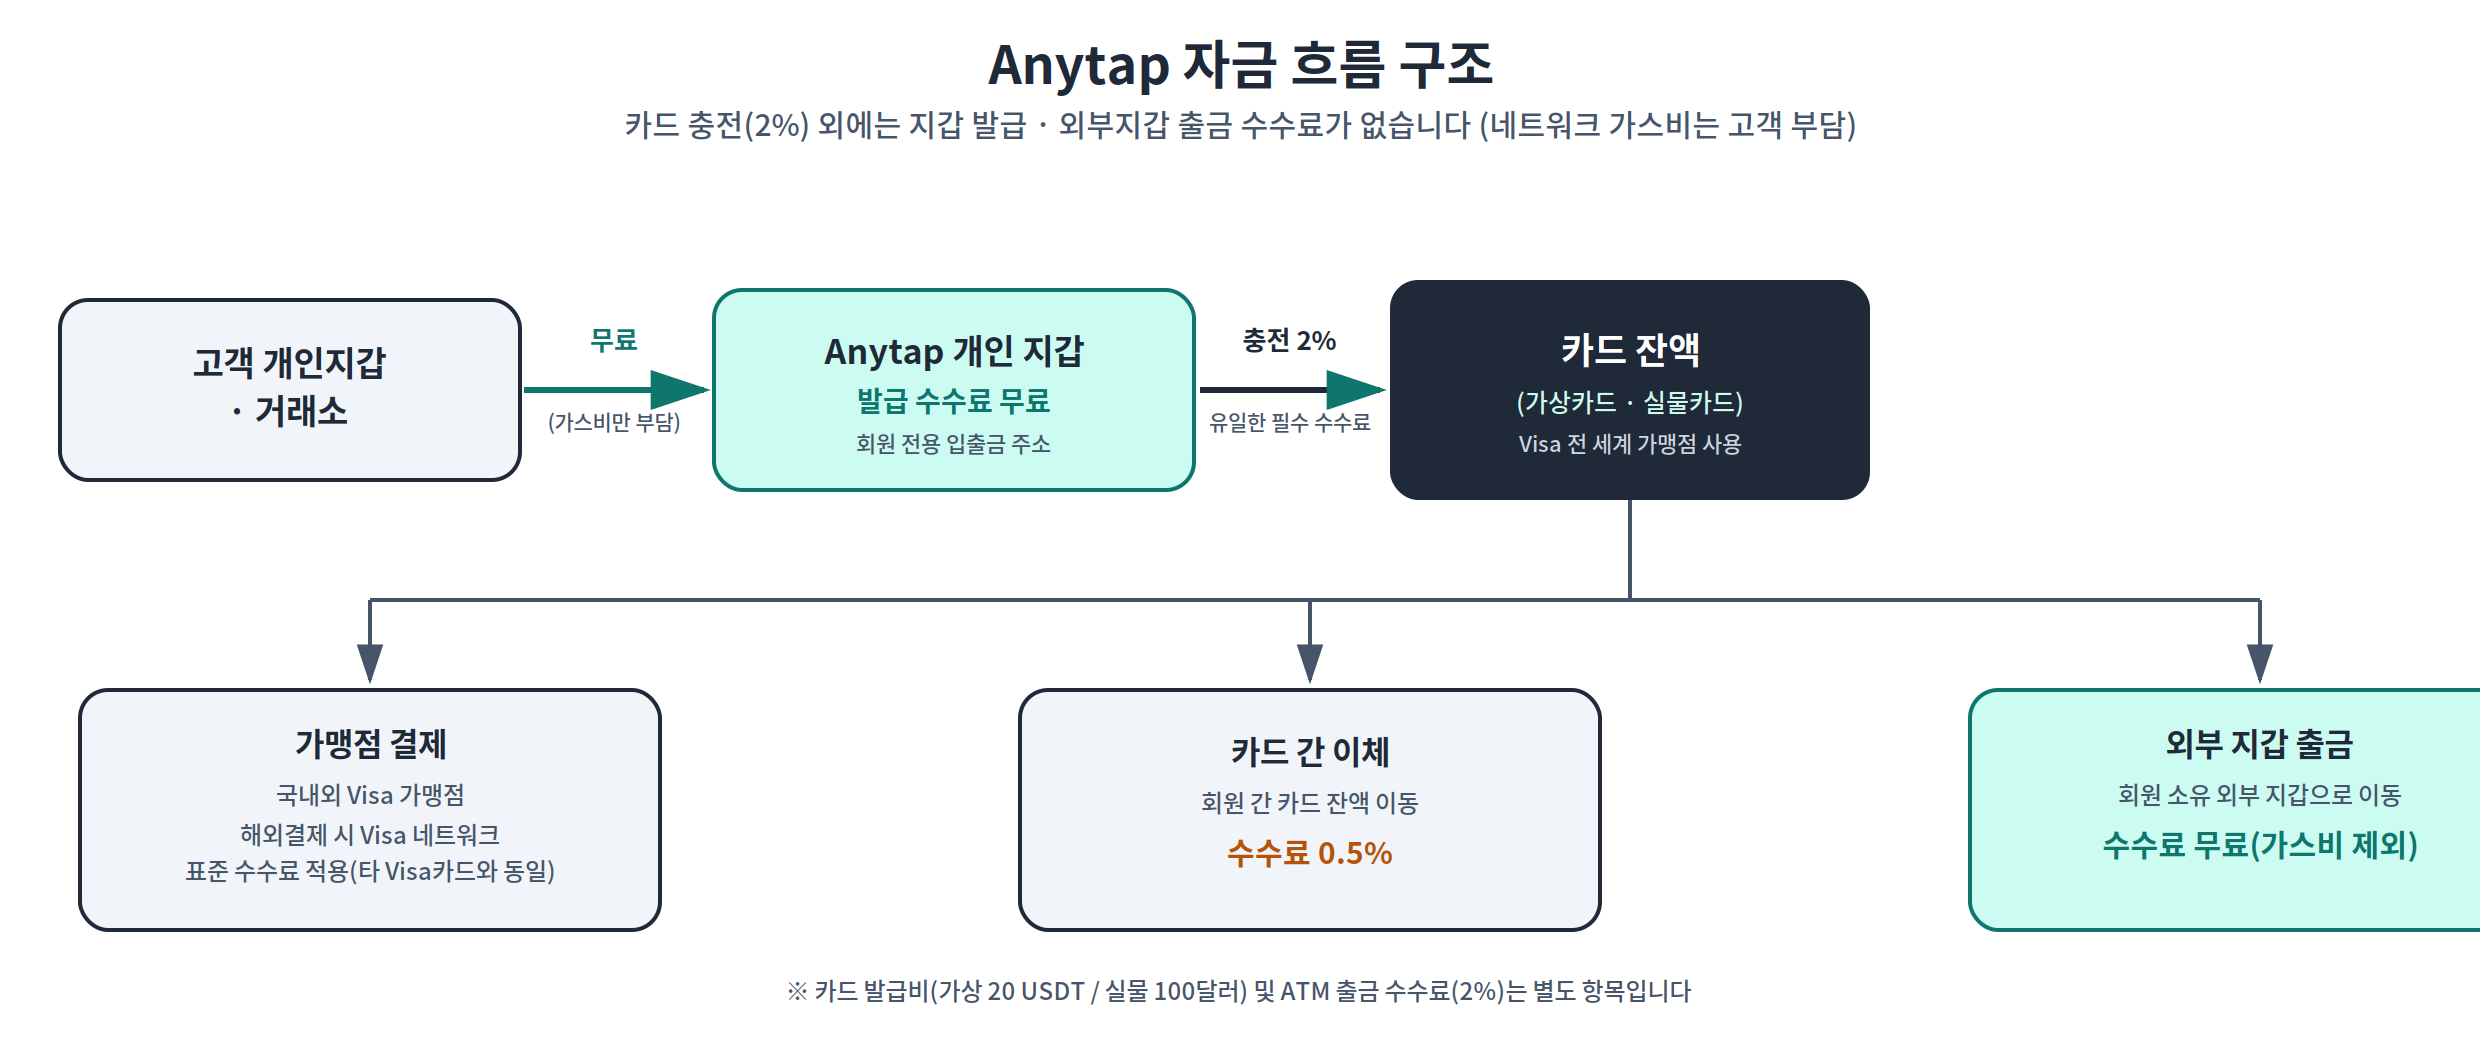 Anytap 자금 흐름 구조
카드 충전(2%) 외에는 지갑 발급 · 외부지갑 출금 수수료가 없습니다 (네트워크 가스비는 고객 부담)
고객 개인지갑
· 거래소
무료
(가스비만 부담)
Anytap 개인 지갑
발급 수수료 무료
회원 전용 입출금 주소
충전 2%
유일한 필수 수수료
카드 잔액
(가상카드 · 실물카드)
Visa 전 세계 가맹점 사용
가맹점 결제
국내외 Visa 가맹점
해외결제 시 Visa 네트워크
표준 수수료 적용(타 Visa카드와 동일)
카드 간 이체
회원 간 카드 잔액 이동
수수료 0.5%
외부 지갑 출금
회원 소유 외부 지갑으로 이동
수수료 무료(가스비 제외)
※ 카드 발급비(가상 20 USDT / 실물 100달러) 및 ATM 출금 수수료(2%)는 별도 항목입니다